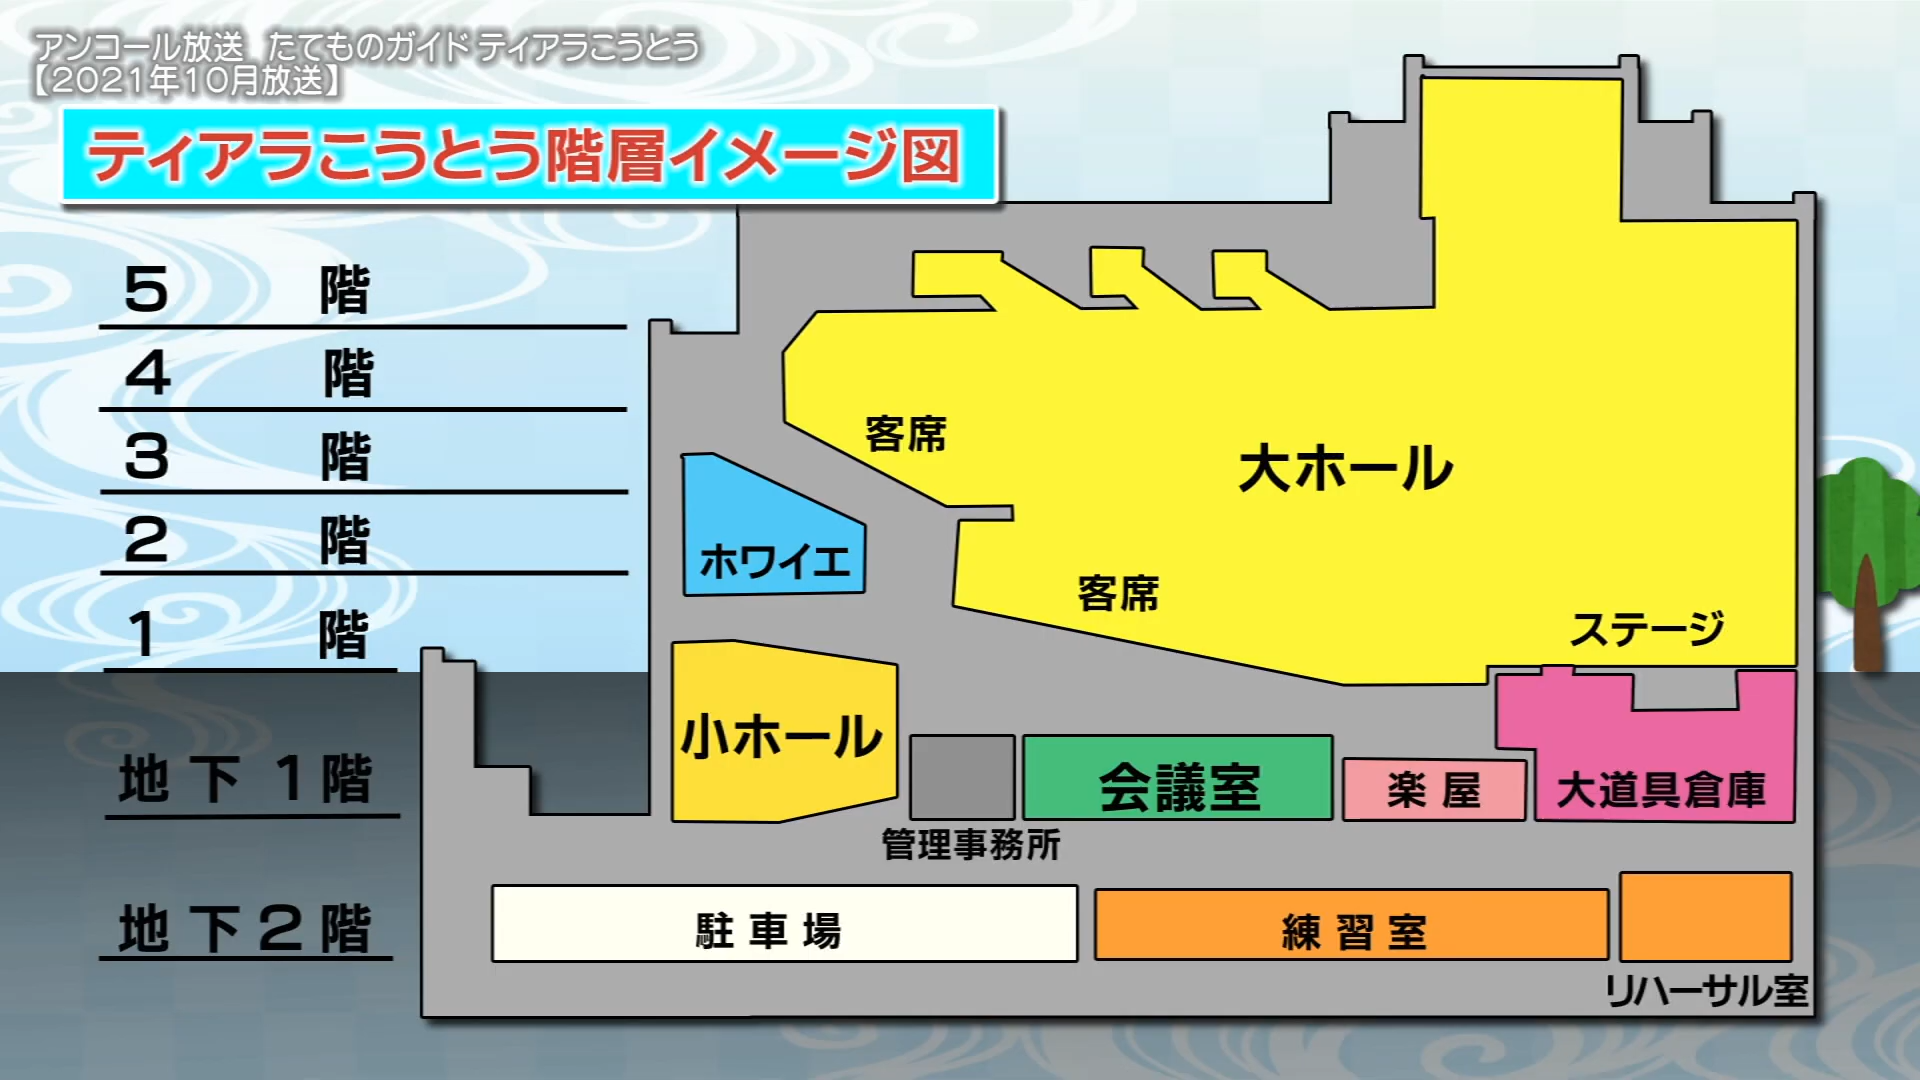 アンコール放送 たてものガイド ティアラこうとう
【2021年10月放送】
ティアラこうとう階層イメージ図
5 階
4 階
3 階
2 階
1 階
地下1階
地下2階
客席
大ホール
ホワイエ
客席
ステージ
小ホール
会議室
楽屋
大道具倉庫
管理事務所
駐車場
練習室
リハーサル室